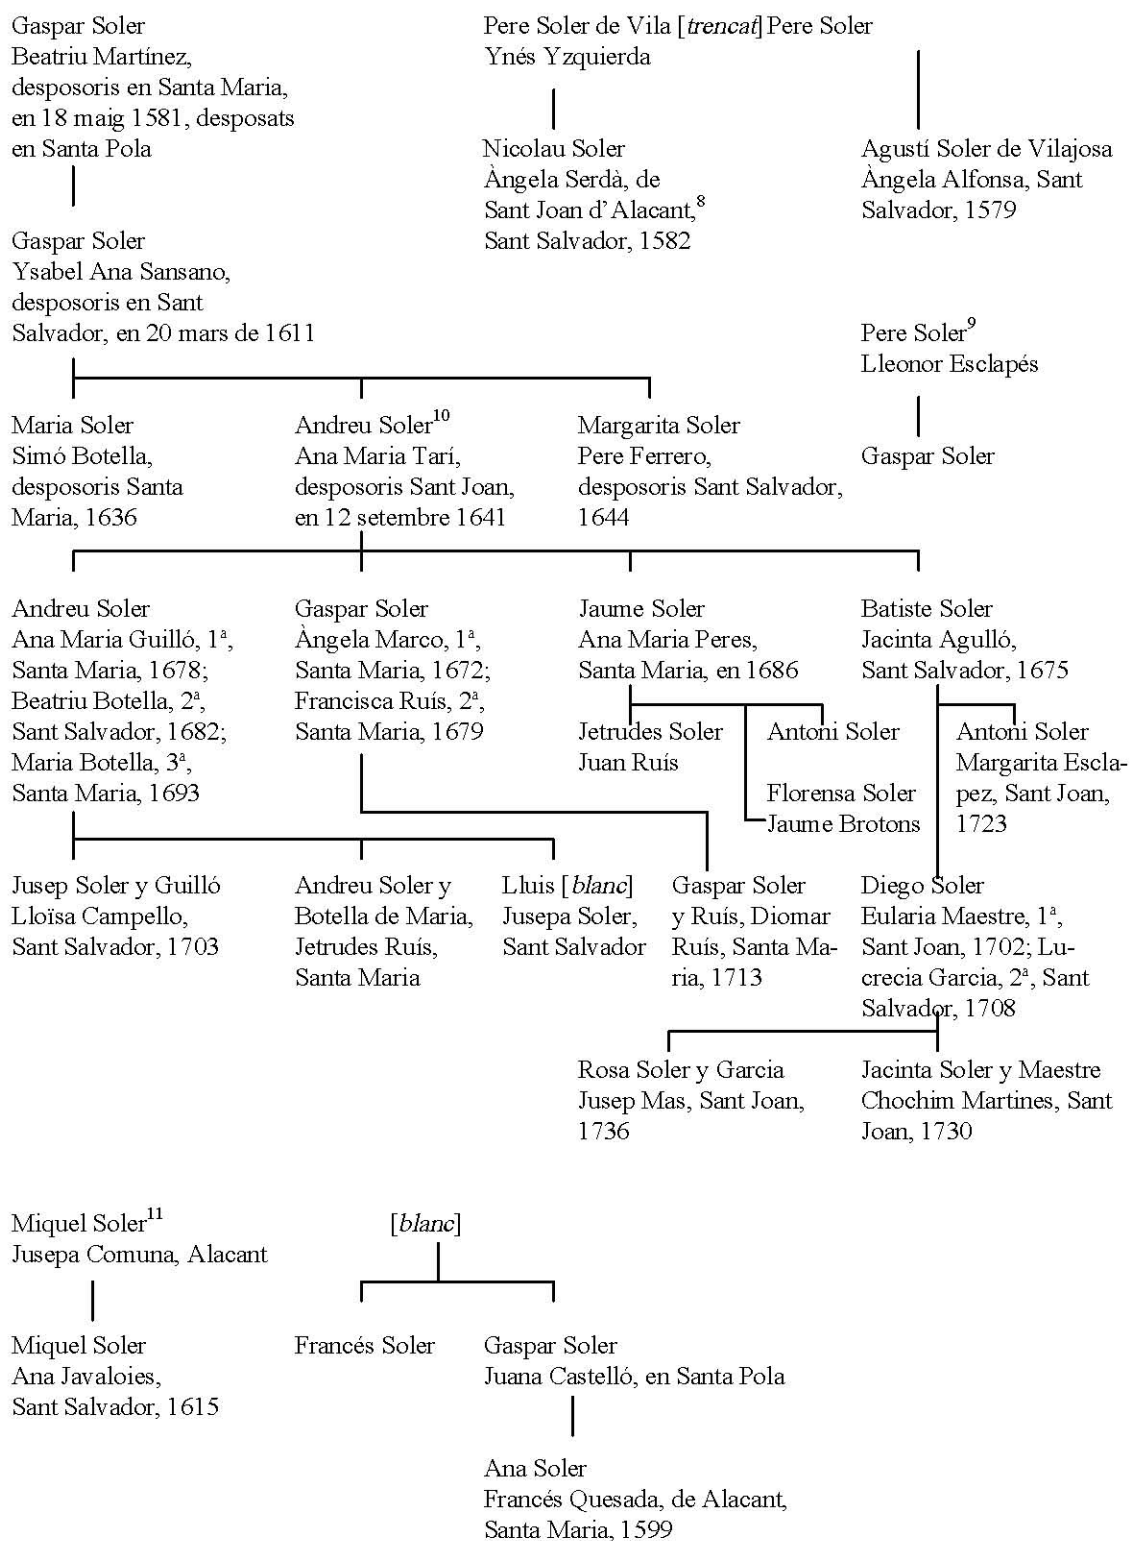 Gaspar Soler
Beatriu Martínez,
desposoris en Santa Maria,
en 18 maig 1581, desposats
en Santa Pola
Pere Soler de Vila [trencat] Pere Soler
Ynés Yzquierda
Nicolau Soler
Àngela Serdà, de
Sant Joan d'Alacant,⁸
Sant Salvador, 1582
Agustí Soler de Vilajosa
Àngela Alfonsa, Sant
Salvador, 1579
Gaspar Soler
Ysabel Ana Sansano,
desposoris en Sant
Salvador, en 20 mars de 1611
Pere Soler⁹
Lleonor Esclapés
Maria Soler
Simó Botella,
desposoris Santa
Maria, 1636
Andreu Soler¹⁰
Ana Maria Tarí,
desposoris Sant Joan,
en 12 setembre 1641
Margarita Soler
Pere Ferrero,
desposoris Sant Salvador,
1644
Gaspar Soler
Andreu Soler
Ana Maria Guilló, 1ª,
Santa Maria, 1678;
Beatriu Botella, 2ª,
Sant Salvador, 1682;
Maria Botella, 3ª,
Santa Maria, 1693
Gaspar Soler
Àngela Marco, 1ª,
Santa Maria, 1672;
Francisca Ruís, 2ª,
Santa Maria, 1679
Jaume Soler
Ana Maria Peres,
Santa Maria, en 1686
Batiste Soler
Jacinta Agulló,
Sant Salvador, 1675
Jetrudes Soler
Juan Ruís
Antoni Soler
Florensa Soler
Jaume Brotons
Antoni Soler
Margarita Escla-
pez, Sant Joan,
1723
Jusep Soler y Guilló
Lloïsa Campello,
Sant Salvador, 1703
Andreu Soler y
Botella de Maria,
Jetrudes Ruís,
Santa Maria
Lluis [blanc]
Jusepa Soler,
Sant Salvador
Gaspar Soler
y Ruís, Diomar
Ruís, Santa Ma-
ria, 1713
Diego Soler
Eularia Maestre, 1ª,
Sant Joan, 1702; Lu-
crecia Garcia, 2ª, Sant
Salvador, 1708
Rosa Soler y Garcia
Jusep Mas, Sant Joan,
1736
Jacinta Soler y Maestre
Chochim Martines, Sant
Joan, 1730
Miquel Soler¹¹
Jusepa Comuna, Alacant
[blanc]
Miquel Soler
Ana Javaloies,
Sant Salvador, 1615
Francés Soler
Gaspar Soler
Juana Castelló, en Santa Pola
Ana Soler
Francés Quesada, de Alacant,
Santa Maria, 1599